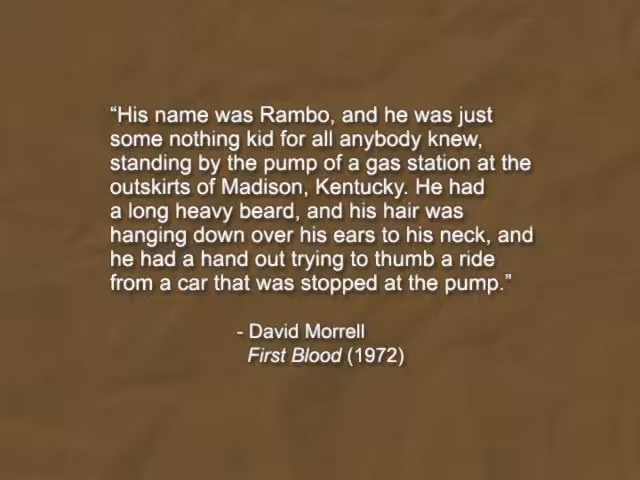 “His name was Rambo, and he was just
some nothing kid for all anybody knew,
standing by the pump of a gas station at the
outskirts of Madison, Kentucky. He had
a long heavy beard, and his hair was
hanging down over his ears to his neck, and
he had a hand out trying to thumb a ride
from a car that was stopped at the pump.”
- David Morrell
First Blood (1972)